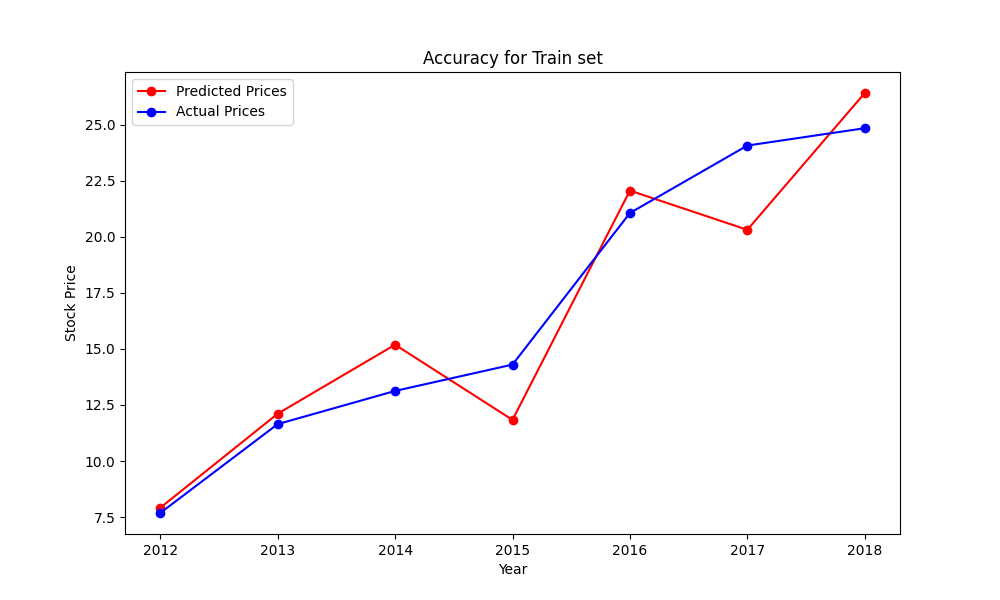 Accuracy for Train set
Predicted Prices
Actual Prices
25.0
22.5
20.0
17.5
15.0
12.5
10.0
7.5
Stock Price
2012 2013 2014 2015 2016 2017 2018
Year